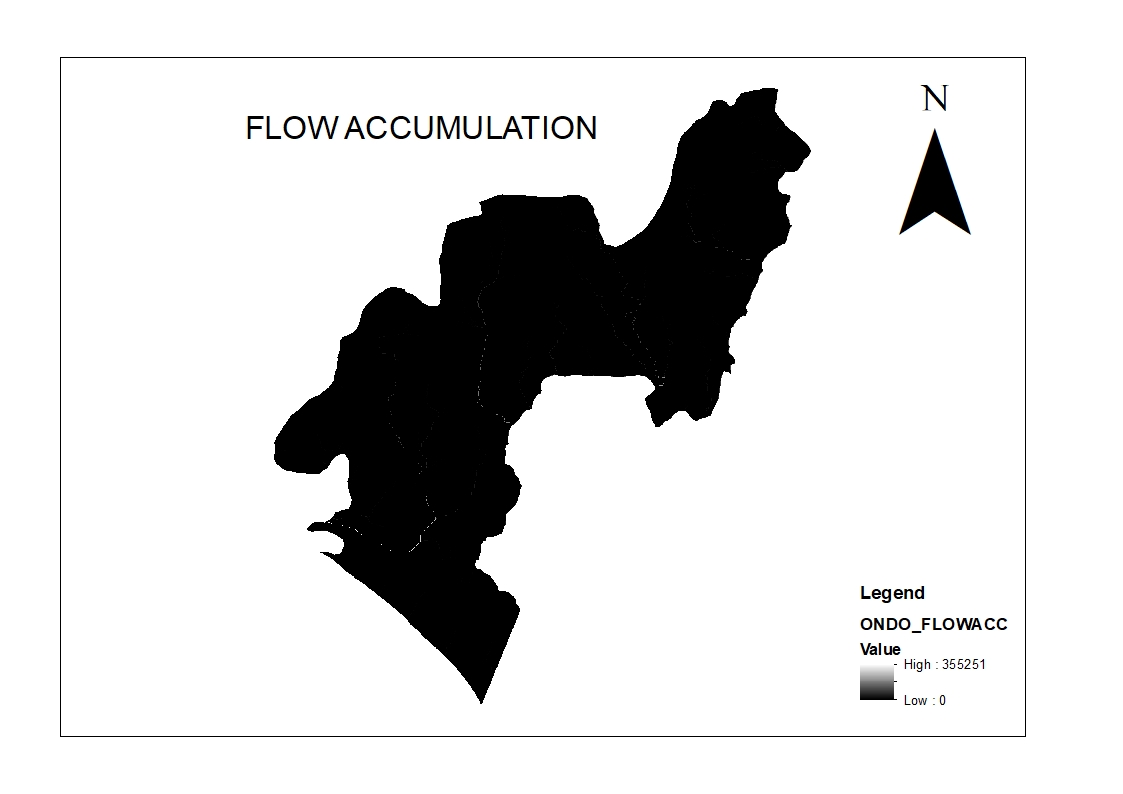 N
FLOW ACCUMULATION
Legend
ONDO_FLOWACC
Value
High : 355251
Low : 0